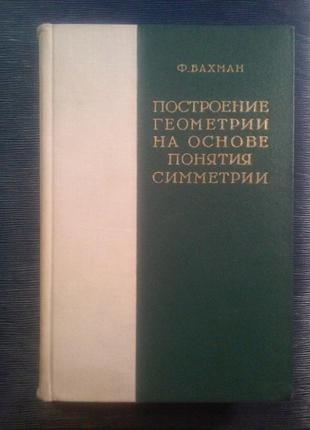 Ф. БАХМАН
ПОСТРОЕНИЕ
ГЕОМЕТРИИ
НА ОСНОВЕ
ПОНЯТИЯ
СИММЕТРИИ